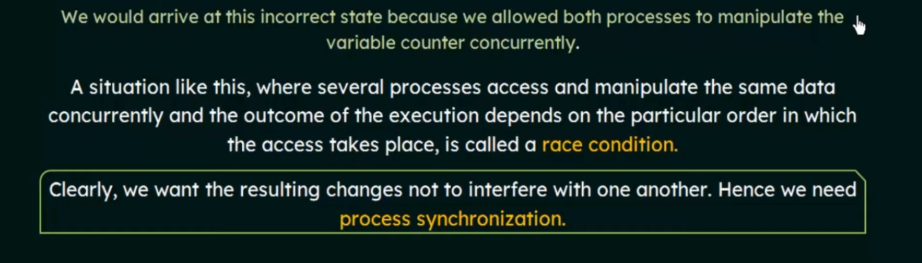 We would arrive at this incorrect state because we allowed both processes to manipulate the
variable counter concurrently.
A situation like this, where several processes access and manipulate the same data
concurrently and the outcome of the execution depends on the particular order in which
the access takes place, is called a race condition.
Clearly, we want the resulting changes not to interfere with one another. Hence we need
process synchronization.